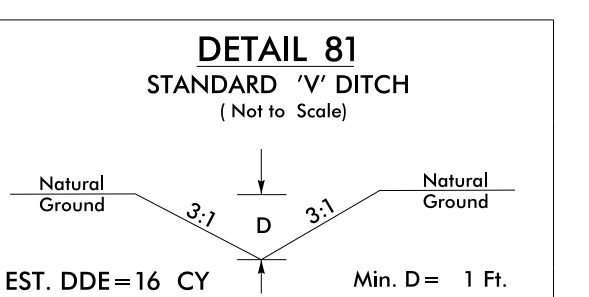 DETAIL 81
STANDARD 'V' DITCH
( Not to Scale)
Natural
Ground
3:1
D
3:1
Natural
Ground
EST. DDE=16 CY
Min. D= 1 Ft.